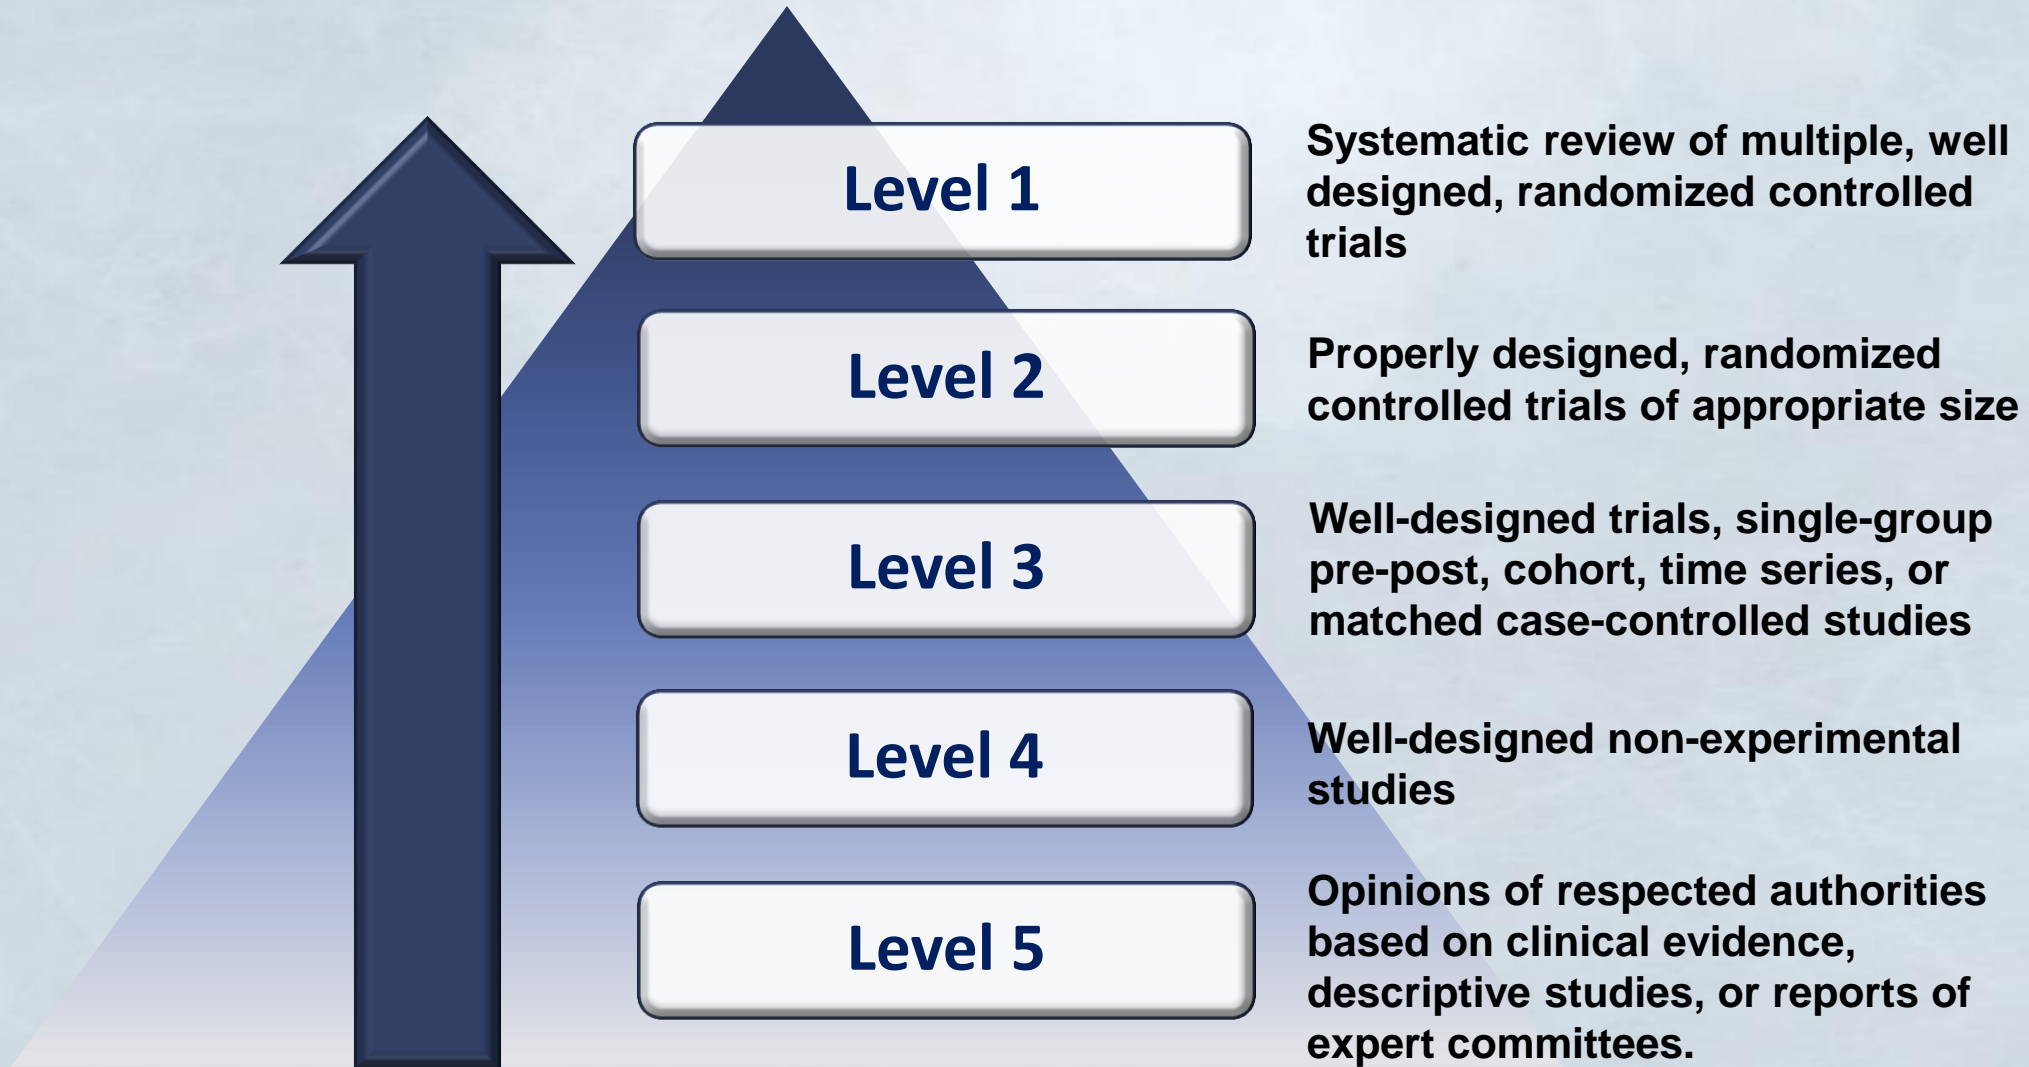 Level 1
Systematic review of multiple, well
designed, randomized controlled
trials
Level 2
Properly designed, randomized
controlled trials of appropriate size
Level 3
Well-designed trials, single-group
pre-post, cohort, time series, or
matched case-controlled studies
Level 4
Well-designed non-experimental
studies
Level 5
Opinions of respected authorities
based on clinical evidence,
descriptive studies, or reports of
expert committees.